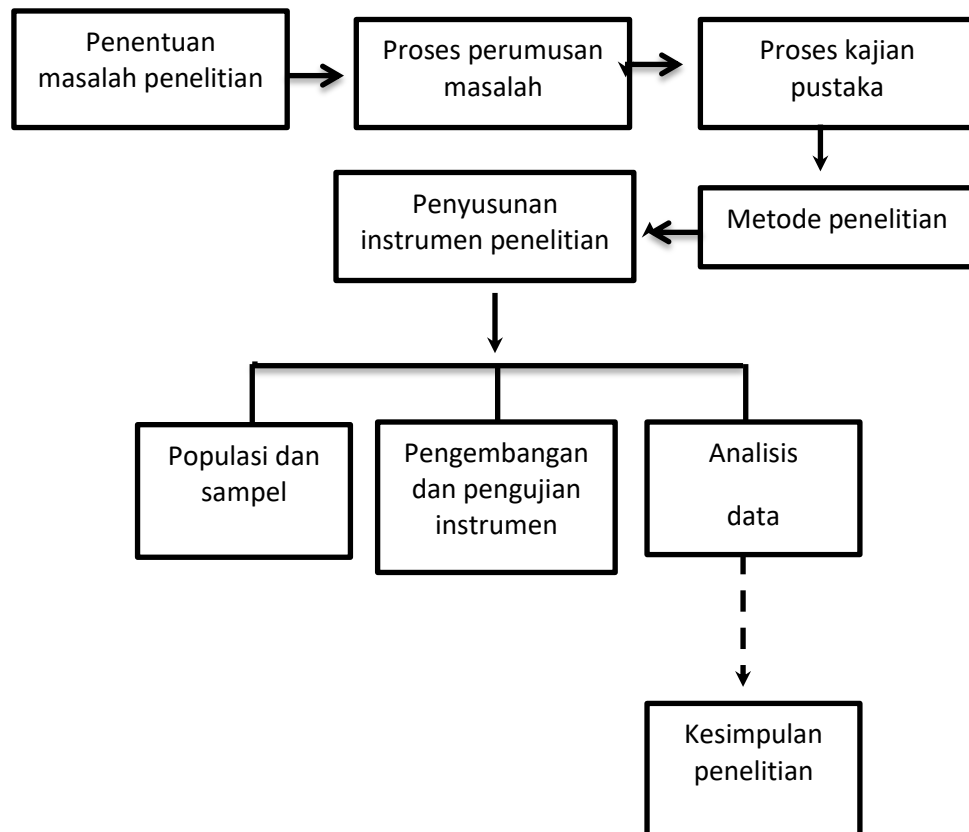 Penentuan
masalah penelitian
Proses perumusan
masalah
Proses kajian
pustaka
Metode penelitian
Penyusunan
instrumen penelitian
Populasi dan
sampel
Pengembangan
dan pengujian
instrumen
Analisis
data
Kesimpulan
penelitian